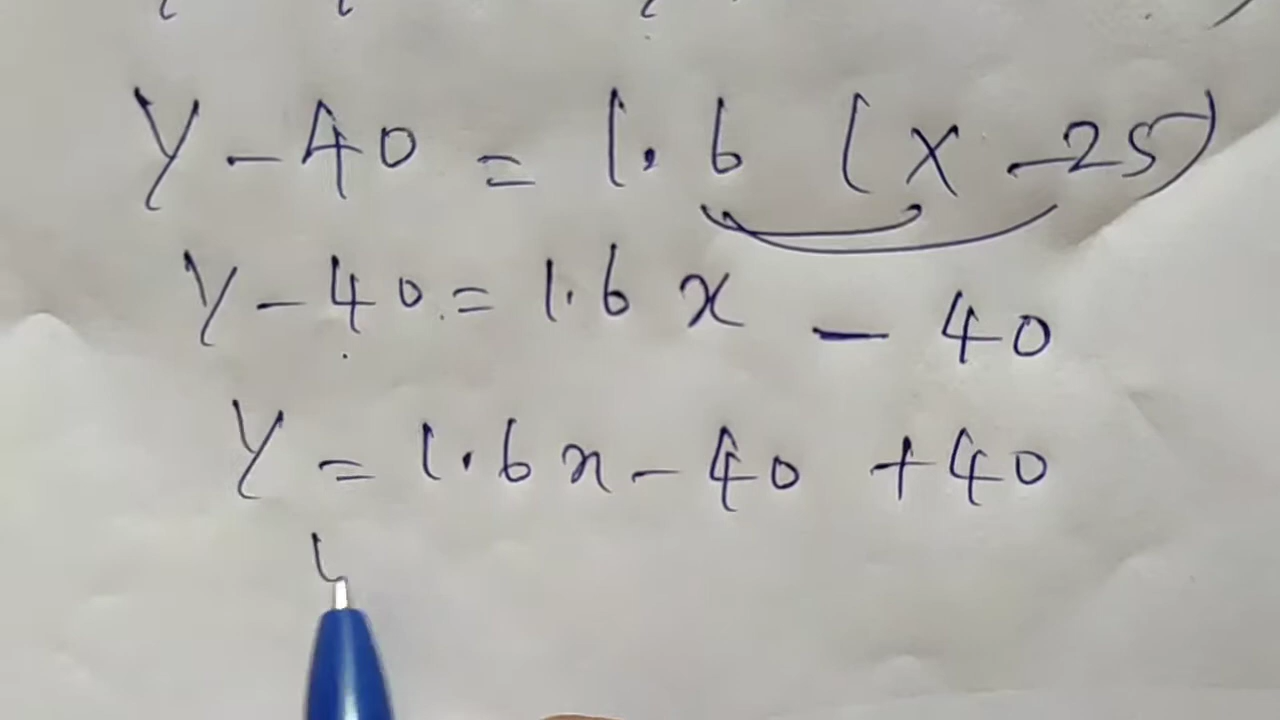 Y - 40 = 1.6 (x - 25)
Y - 40 = 1.6 x - 40
Y = 1.6x - 40 + 40